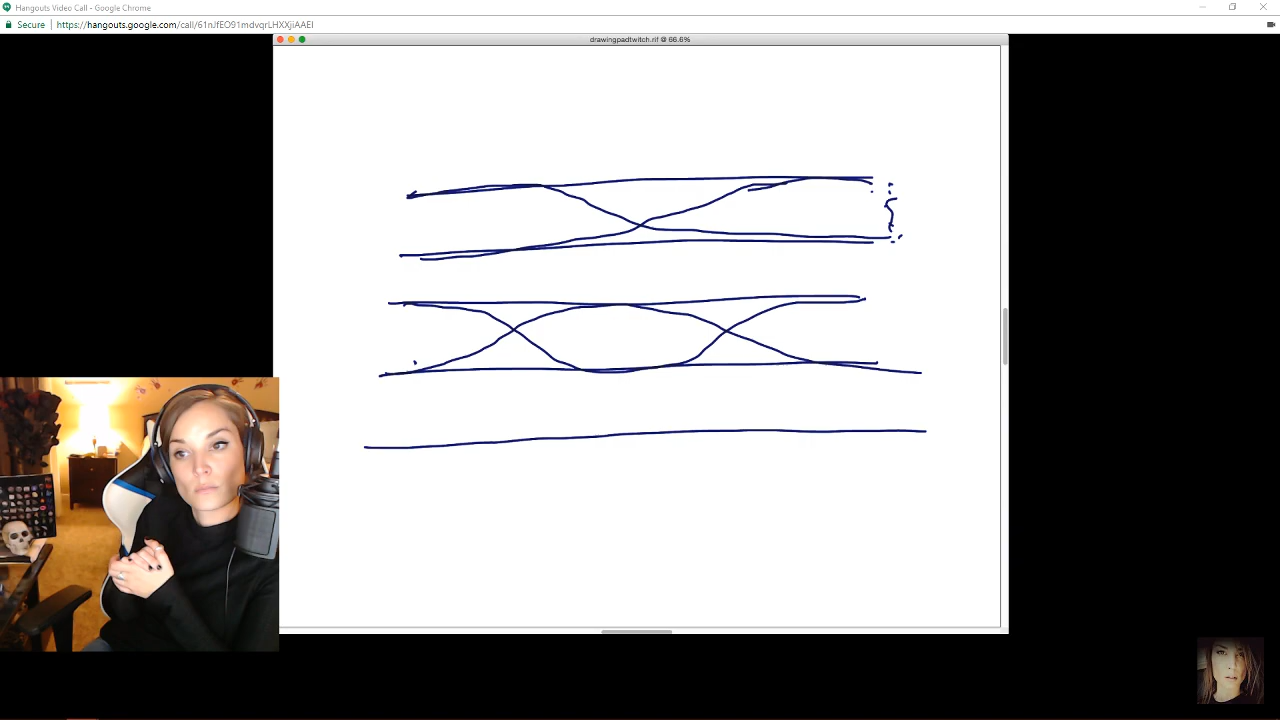 Hangouts Video Call - Google Chrome
Secure | https://hangouts.google.com/call/61nJfEO91mdvqrLHXXjiAAEI
drawingpadtwitch.rif @ 66.6%